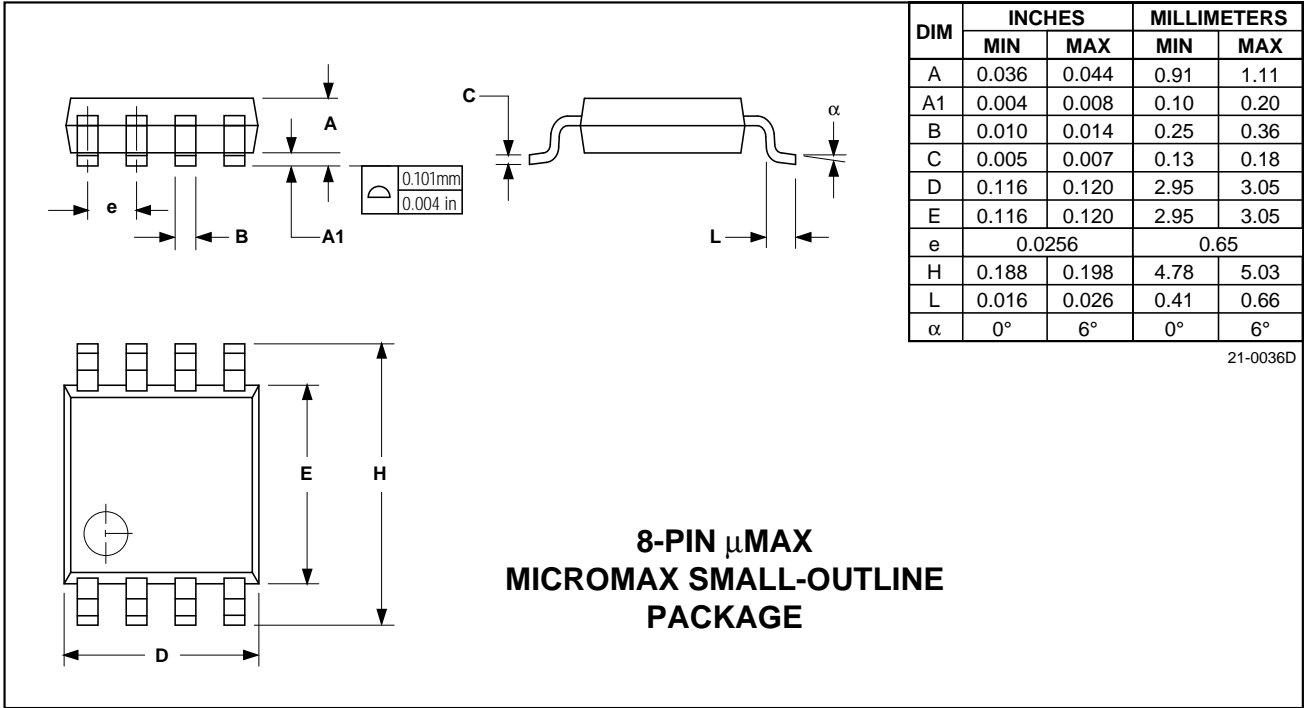 DIM INCHES MILLIMETERS
MIN MAX MIN MAX
A 0.036 0.044 0.91 1.11
A1 0.004 0.008 0.10 0.20
B 0.010 0.014 0.25 0.36
C 0.005 0.007 0.13 0.18
D 0.116 0.120 2.95 3.05
E 0.116 0.120 2.95 3.05
e 0.0256 0.65
H 0.188 0.198 4.78 5.03
L 0.016 0.026 0.41 0.66
α 0° 6° 0° 6°
21-0036D
A
C
α
0.101mm
0.004 in
e
B
A1
L
E
H
D
8-PIN μMAX
MICROMAX SMALL-OUTLINE
PACKAGE